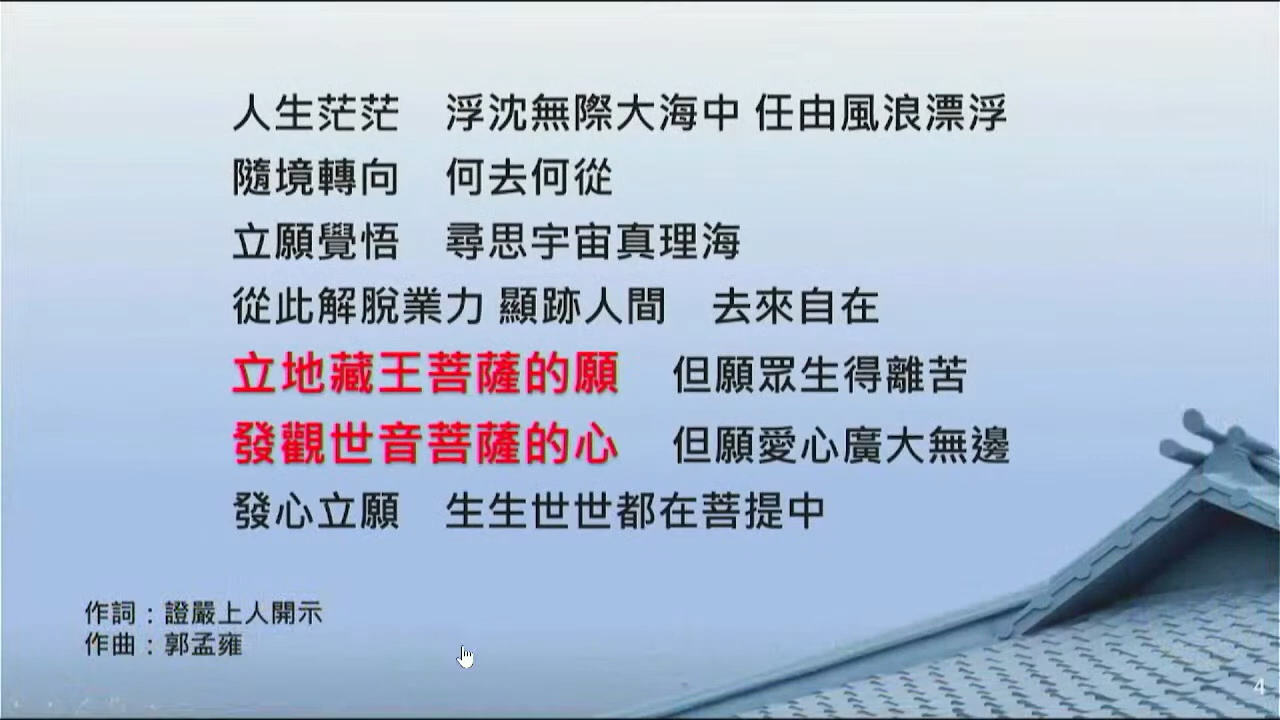 人生茫茫　浮沈無際大海中 任由風浪漂浮
隨境轉向　何去何從
立願覺悟　尋思宇宙真理海
從此解脫業力 顯跡人間　去來自在
立地藏王菩薩的願　但願眾生得離苦
發觀世音菩薩的心　但願愛心廣大無邊
發心立願　生生世世都在菩提中
作詞：證嚴上人開示
作曲：郭孟雍
4